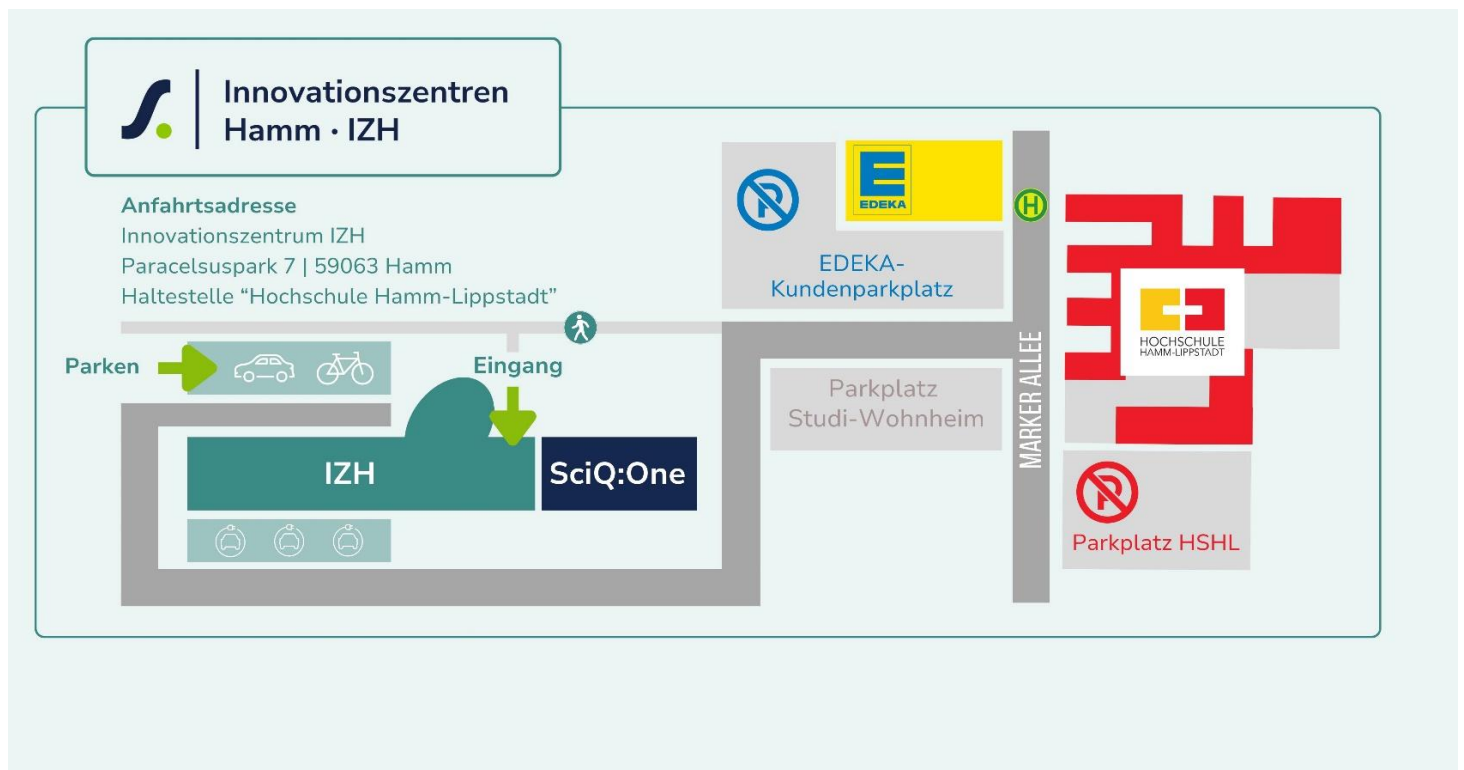 Innovationszentren
Hamm · IZH
Anfahrtsadresse
Innovationszentrum IZH
Paracelsuspark 7 | 59063 Hamm
Haltestelle “Hochschule Hamm-Lippstadt”
Parken
Eingang
IZH
SciQ:One
P
E
EDEKA
EDEKA-
Kundenparkplatz
H
Parkplatz
Studi-Wohnheim
MARKER ALLEE
HOCHSCHULE
HAMM-LIPPSTADT
P
Parkplatz HSHL